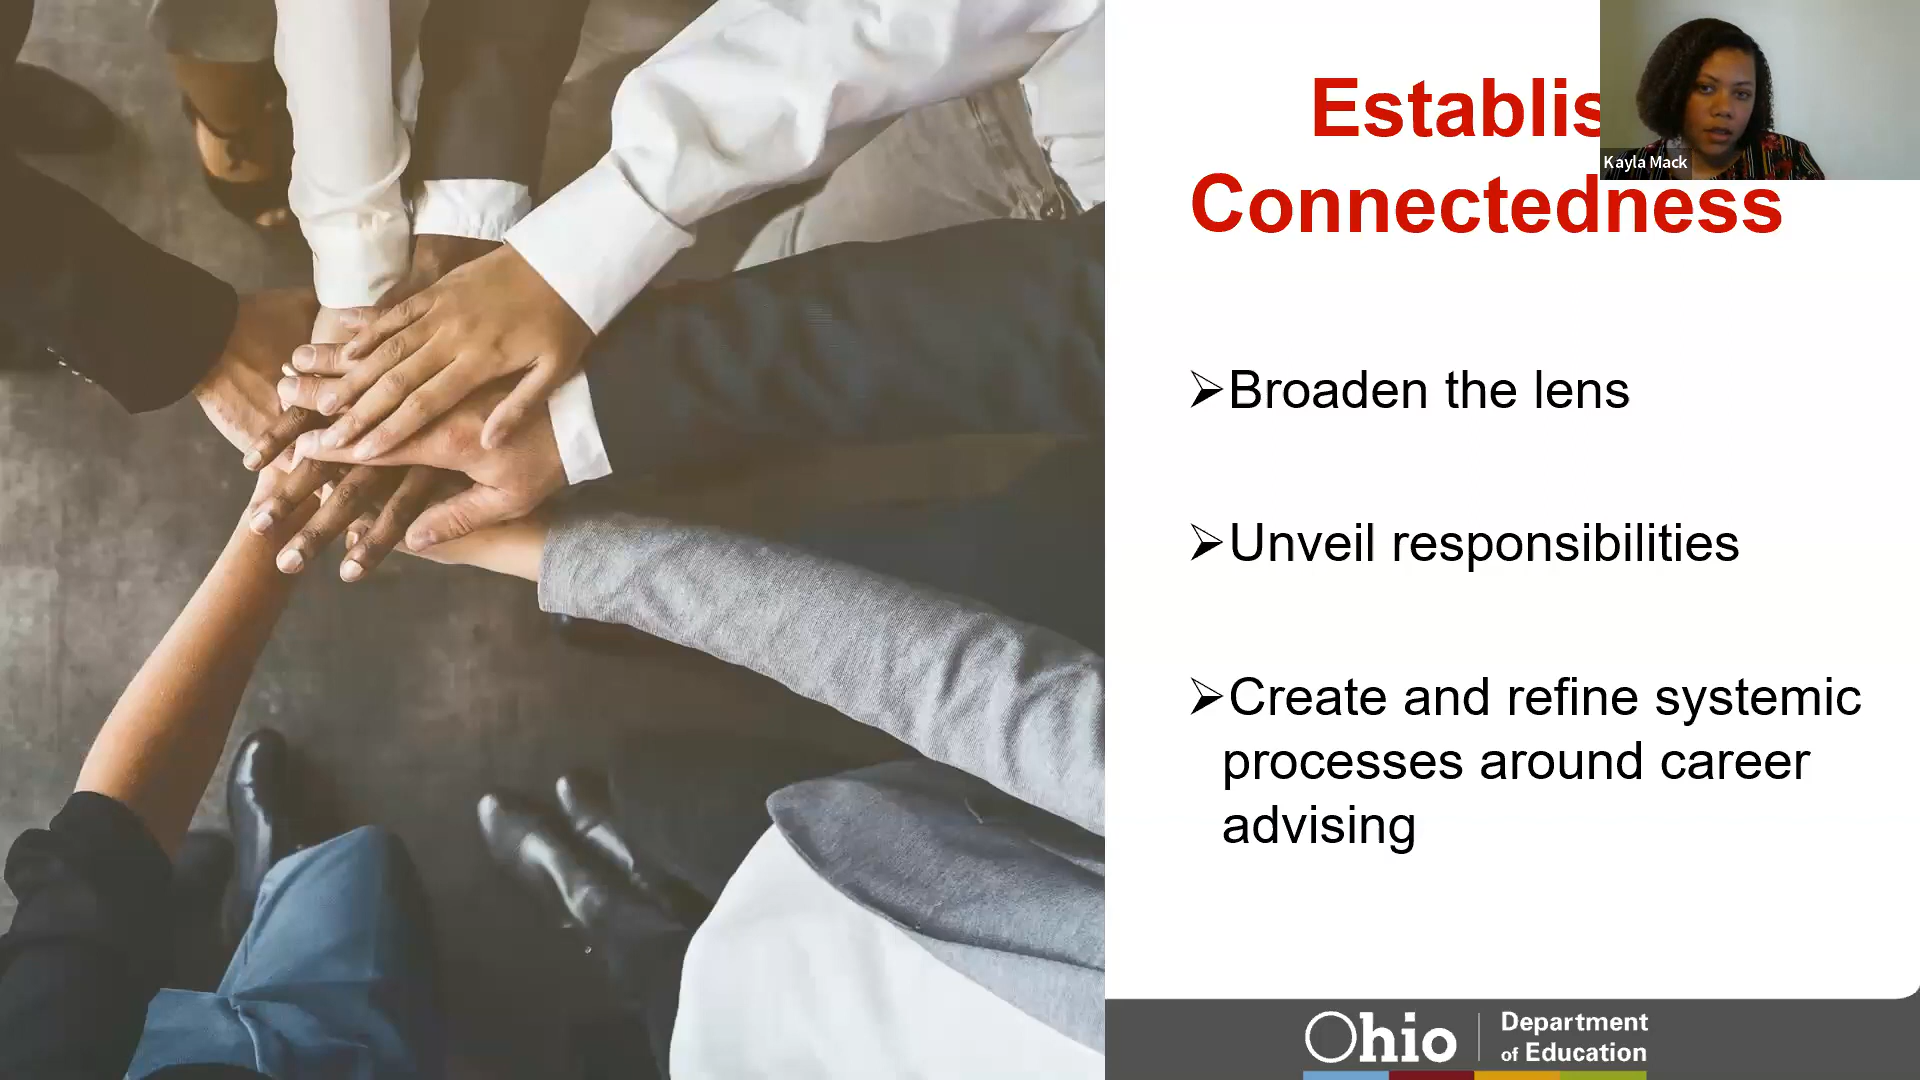 Establis
Connectedness
Kayla Mack
➢Broaden the lens
➢Unveil responsibilities
➢Create and refine systemic
processes around career
advising
Ohio
Department
of Education